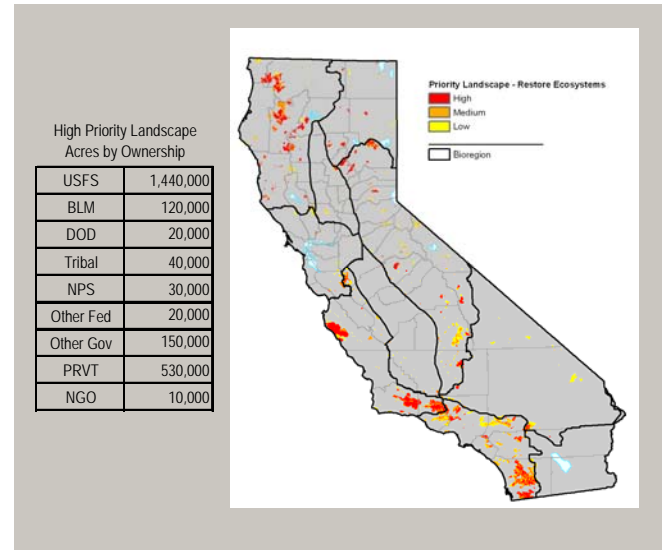 High Priority Landscape
Acres by Ownership
USFS 1,440,000
BLM 120,000
DOD 20,000
Tribal 40,000
NPS 30,000
Other Fed 20,000
Other Gov 150,000
PRVT 530,000
NGO 10,000
Priority Landscape - Restore Ecosystems
High
Medium
Low
Bioregion